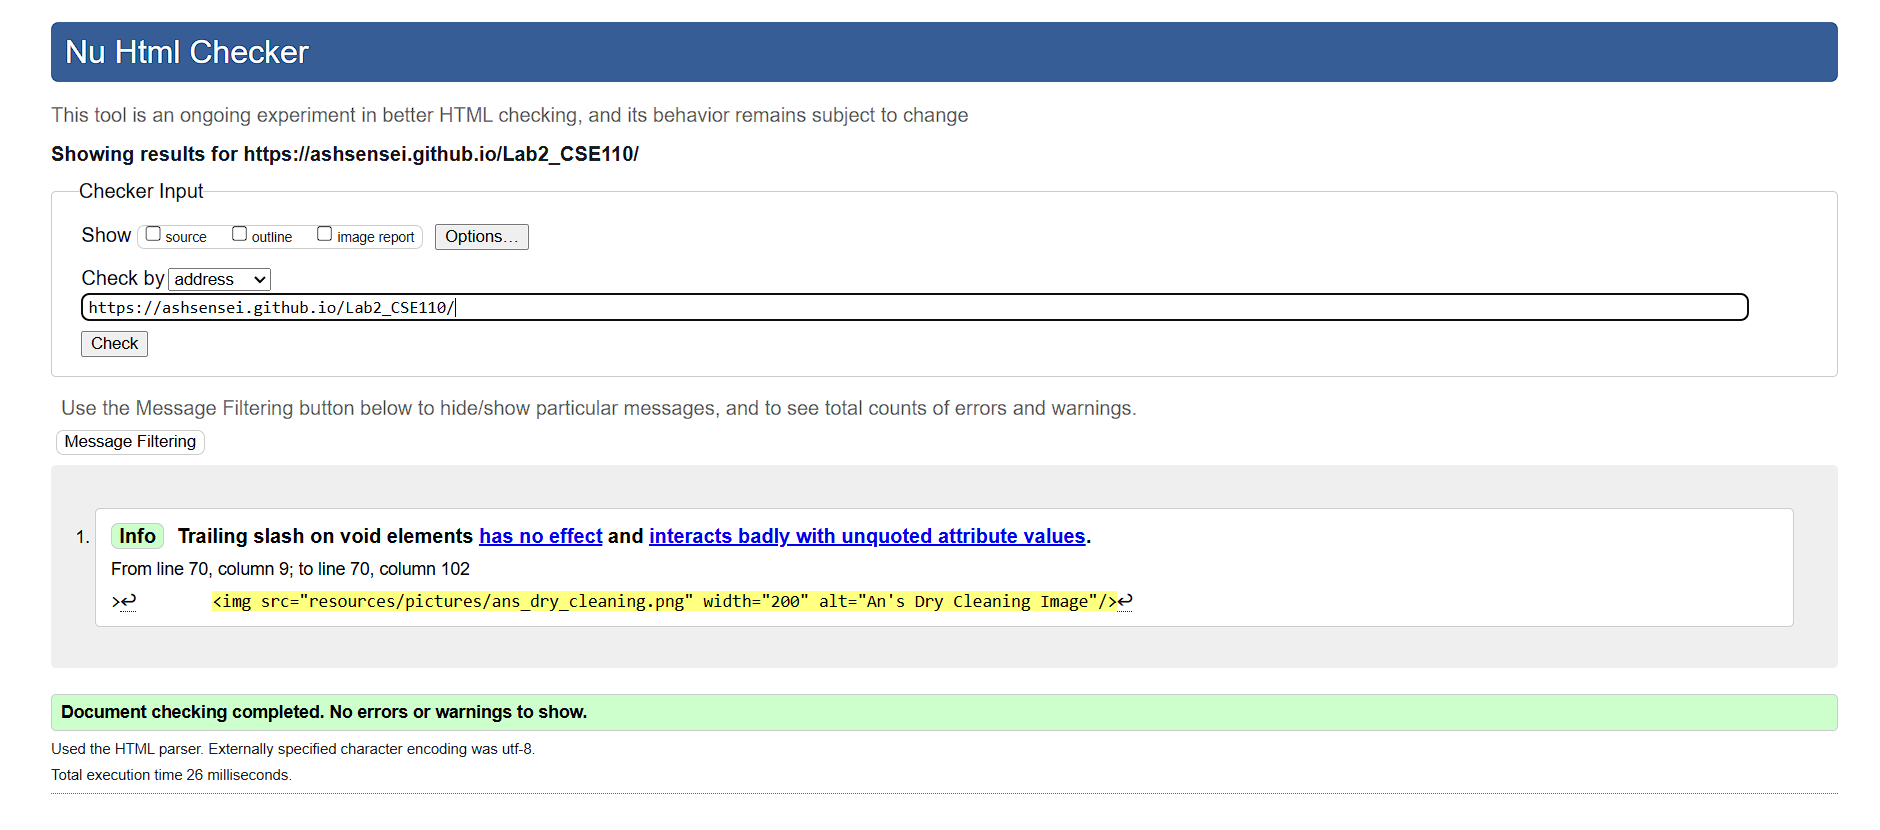 Nu Html Checker
This tool is an ongoing experiment in better HTML checking, and its behavior remains subject to change
Showing results for https://ashsensei.github.io/Lab2_CSE110/
Checker Input
Show source outline image report Options…
Check by address
https://ashsensei.github.io/Lab2_CSE110/
Check
Use the Message Filtering button below to hide/show particular messages, and to see total counts of errors and warnings.
Message Filtering
1. Info Trailing slash on void elements has no effect and interacts badly with unquoted attribute values.
From line 70, column 9; to line 70, column 102
>↩ <img src="resources/pictures/ans_dry_cleaning.png" width="200" alt="An's Dry Cleaning Image"/>↩
Document checking completed. No errors or warnings to show.
Used the HTML parser. Externally specified character encoding was utf-8.
Total execution time 26 milliseconds.